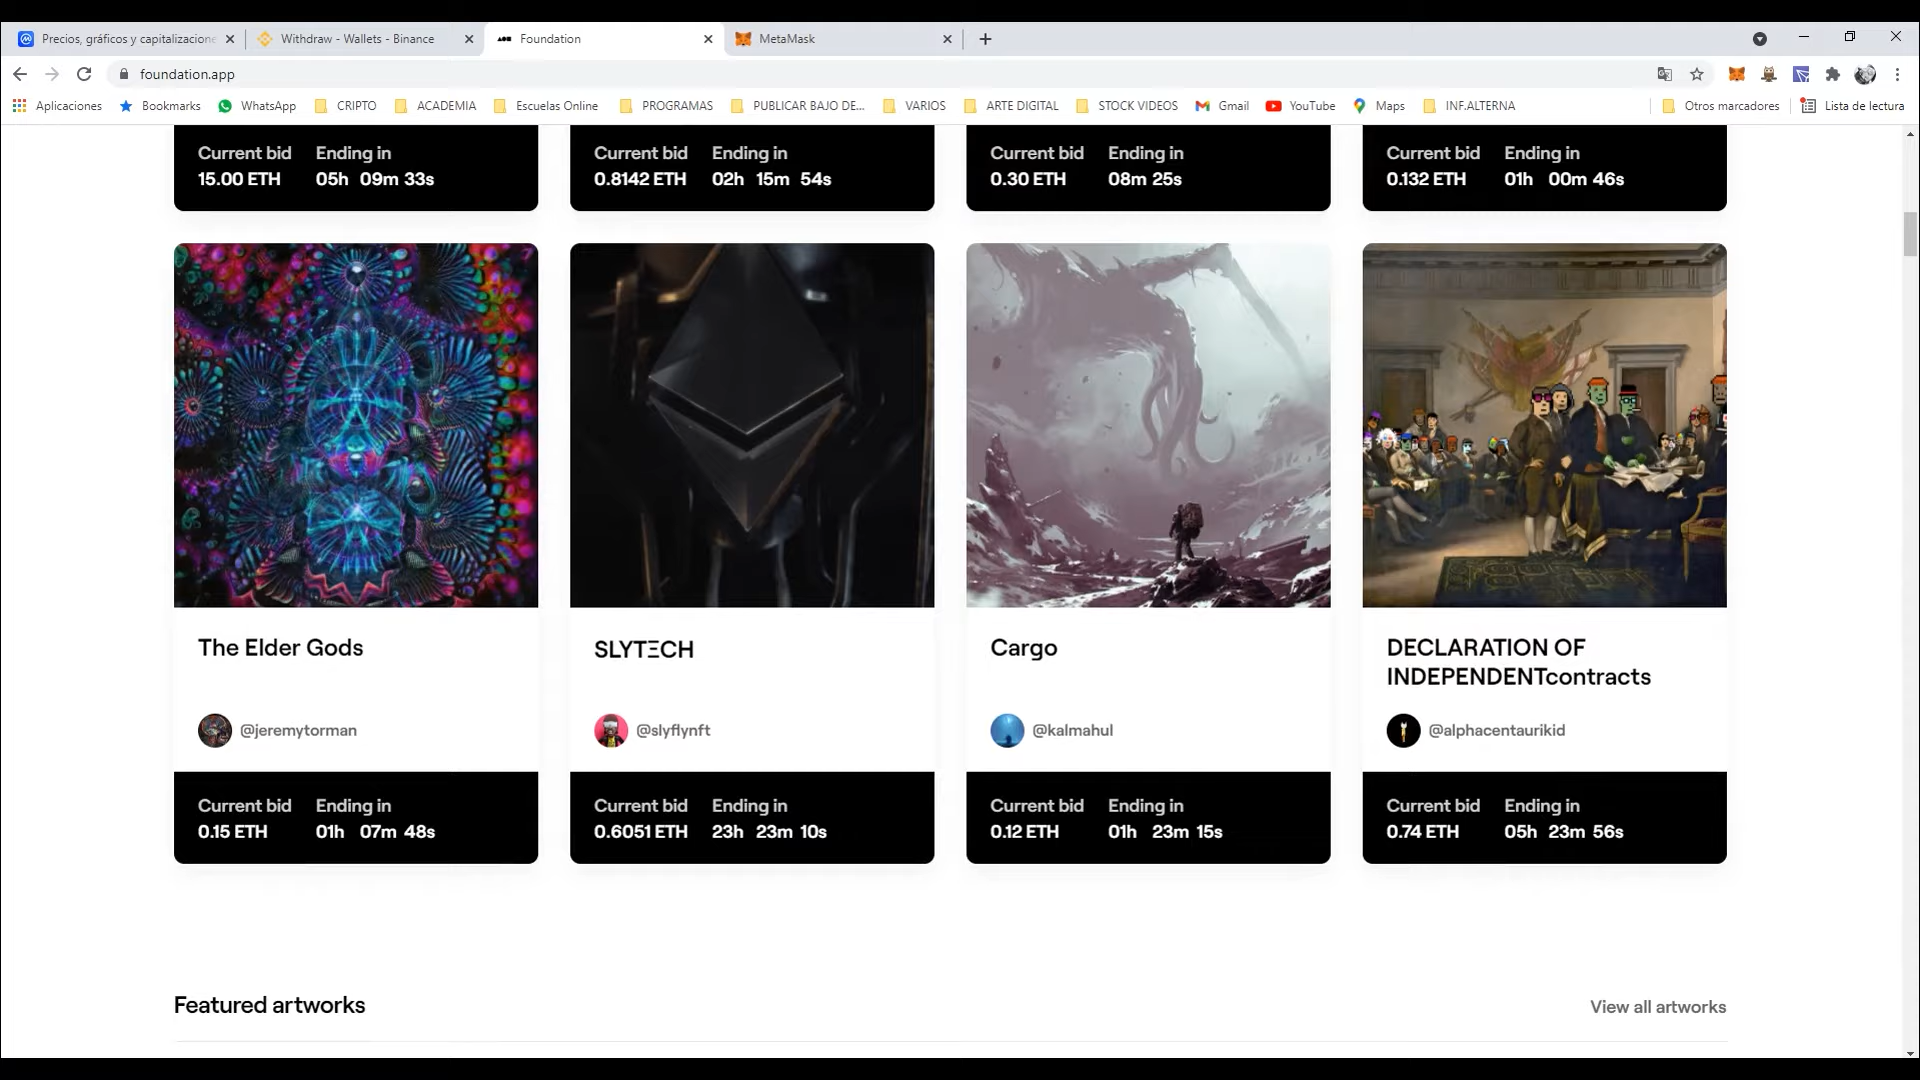 Precios, gráficos y capitalizacione
Withdraw - Wallets - Binance
Foundation
MetaMask
foundation.app
Aplicaciones
Bookmarks
WhatsApp
CRIPTO
ACADEMIA
Escuelas Online
PROGRAMAS
PUBLICAR BAJO DE...
VARIOS
ARTE DIGITAL
STOCK VIDEOS
Gmail
YouTube
Maps
INF.ALTERNA
Otros marcadores
Lista de lectura
Current bid Ending in
15.00 ETH 05h 09m 33s
Current bid Ending in
0.8142 ETH 02h 15m 54s
Current bid Ending in
0.30 ETH 08m 25s
Current bid Ending in
0.132 ETH 01h 00m 46s
The Elder Gods
@jeremytorman
Current bid Ending in
0.15 ETH 01h 07m 48s
SLYTΞCH
@slyflynft
Current bid Ending in
0.6051 ETH 23h 23m 10s
Cargo
@kalmahul
Current bid Ending in
0.12 ETH 01h 23m 15s
DECLARATION OF
INDEPENDENTcontracts
@alphacentaurikid
Current bid Ending in
0.74 ETH 05h 23m 56s
Featured artworks
View all artworks